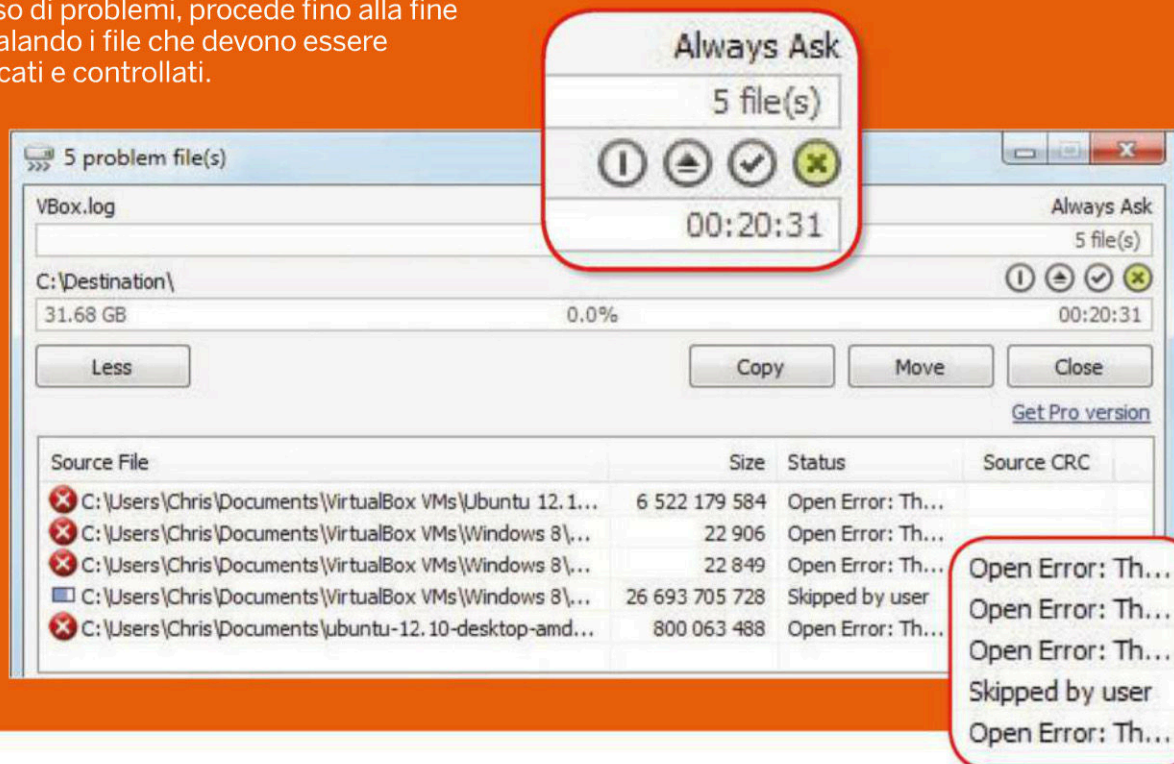 so di problemi, procede fino alla fine
alando i file che devono essere
cati e controllati.
Always Ask
5 file(s)
00:20:31
5 problem file(s)
VBox.log
Always Ask
5 file(s)
C:\Destination\
31.68 GB 0.0% 00:20:31
Less Copy Move Close
Get Pro version
Source File Size Status Source CRC
C:\Users\Chris\Documents\VirtualBox VMs\Ubuntu 12.1... 6 522 179 584 Open Error: Th...
C:\Users\Chris\Documents\VirtualBox VMs\Windows 8\... 22 906 Open Error: Th...
C:\Users\Chris\Documents\VirtualBox VMs\Windows 8\... 22 849 Open Error: Th...
C:\Users\Chris\Documents\VirtualBox VMs\Windows 8\... 26 693 705 728 Skipped by user
C:\Users\Chris\Documents\ubuntu-12.10-desktop-amd... 800 063 488 Open Error: Th...
Open Error: Th...
Open Error: Th...
Open Error: Th...
Skipped by user
Open Error: Th...